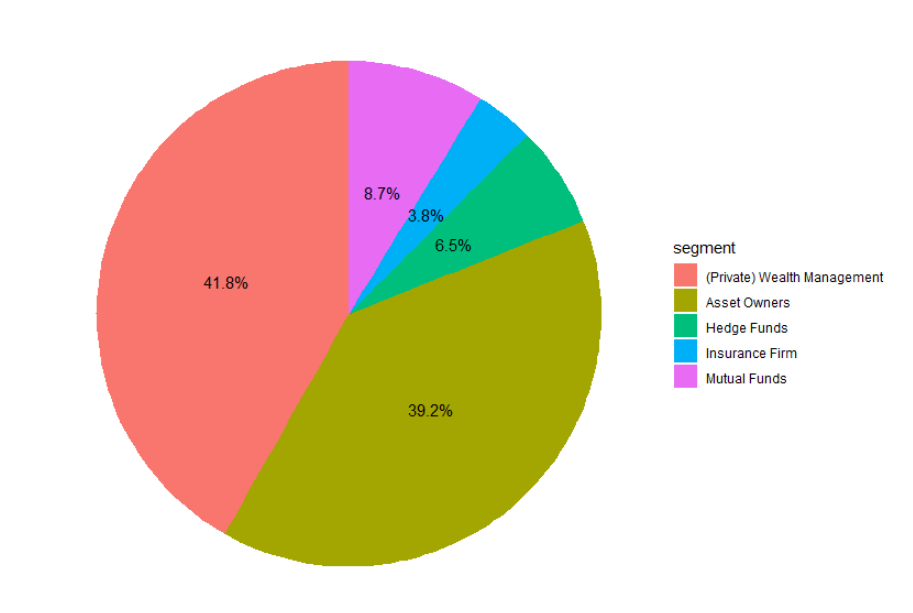 8.7%
3.8%
6.5%
41.8%
39.2%
segment
(Private) Wealth Management
Asset Owners
Hedge Funds
Insurance Firm
Mutual Funds